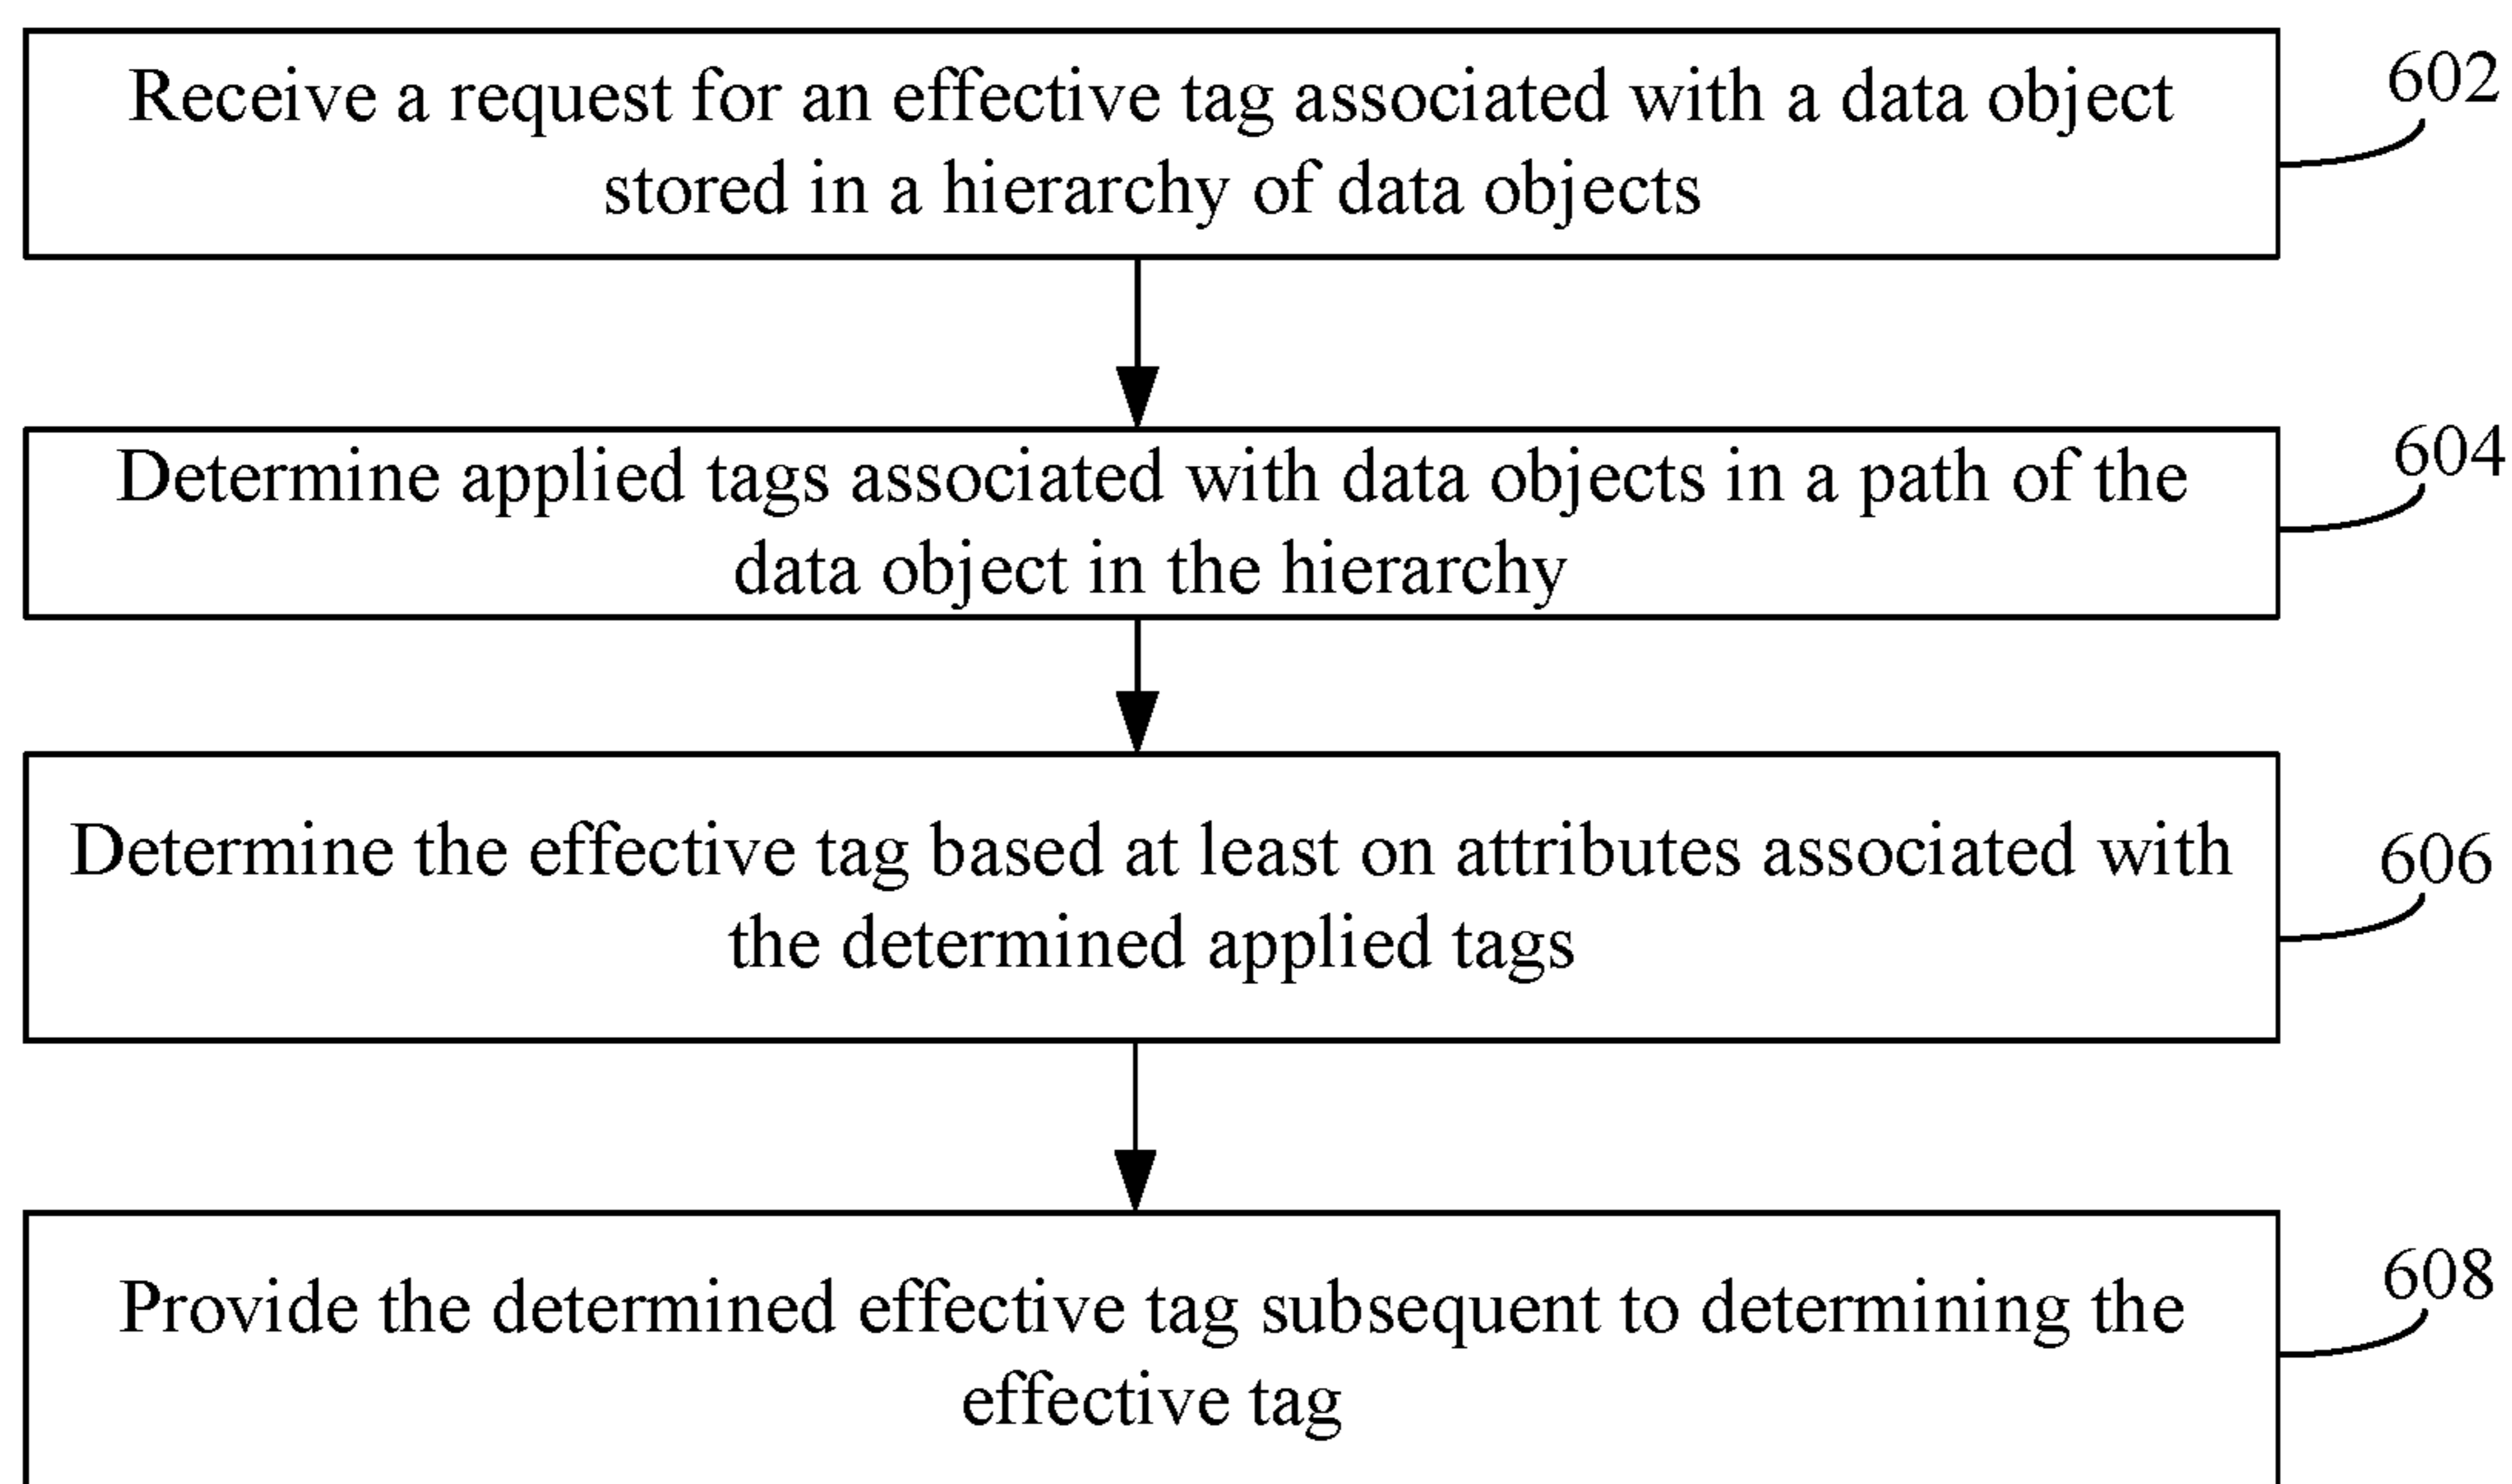 Receive a request for an effective tag associated with a data object
stored in a hierarchy of data objects
602
Determine applied tags associated with data objects in a path of the
data object in the hierarchy
604
Determine the effective tag based at least on attributes associated with
the determined applied tags
606
Provide the determined effective tag subsequent to determining the
effective tag
608